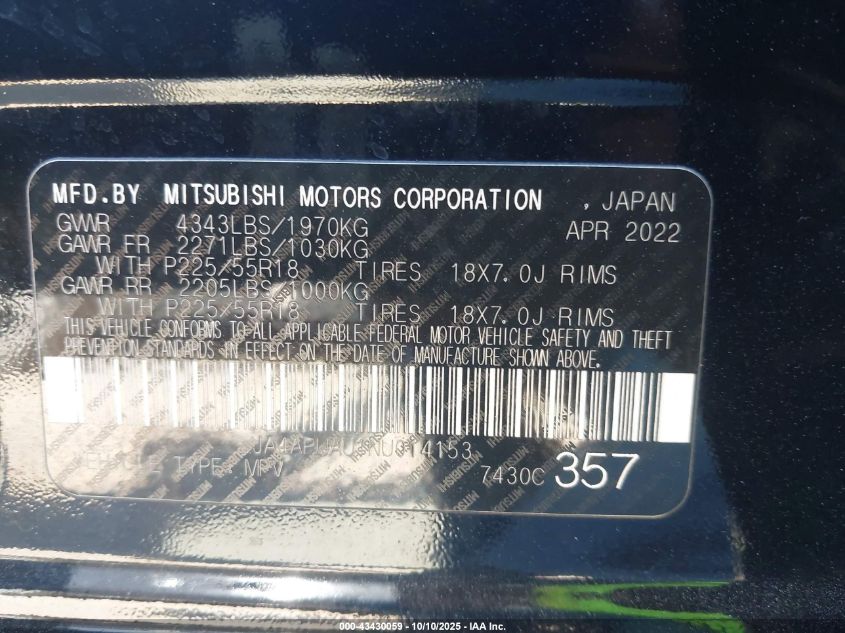 MFD.BY MITSUBISHI MOTORS CORPORATION , JAPAN
GWWR 4343LBS/1970KG APR 2022
GAWR FR 2271LBS/1030KG
WITH P225/55R18 TIRES 18X7.0J RIMS
GAWR RR 2205LBS/1000KG
WITH P225/55R18 TIRES 18X7.0J RIMS
THIS VEHICLE CONFORMS TO ALL APPLICABLE FEDERAL MOTOR VEHICLE SAFETY AND THEFT
PREVENTION STANDARDS IN EFFECT ON THE DATE OF MANUFACTURE SHOWN ABOVE.
VEHICLE TYPE: MPV 7430C 357
000-43430059 - 10/10/2025 - IAA Inc.